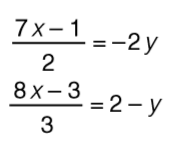 7x – 1 / 2 = –2y
8x – 3 / 3 = 2 – y